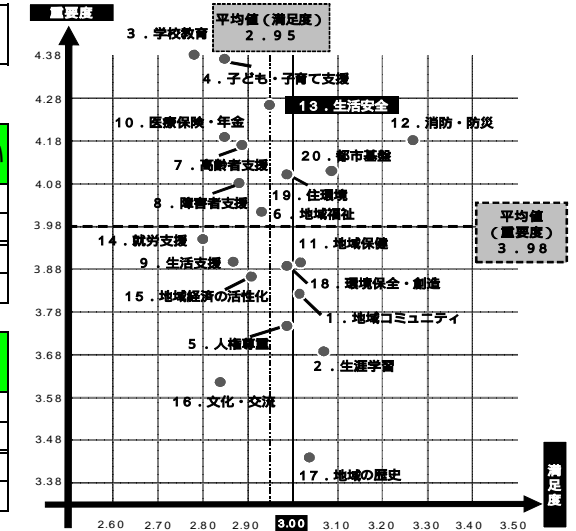 重要度
平均値（満足度）
２．９５
３．学校教育
4.38
４．子ども・子育て支援
4.28
１３．生活安全
１０．医療保険・年金
１２．消防・防災
4.18
７．高齢者支援
２０．都市基盤
4.08
８．障害者支援
１９．住環境
６．地域福祉
平均値
（重要度）
３．９８
3.98
１４．就労支援
１１．地域保健
９．生活支援
3.88
１８．環境保全・創造
１５．地域経済の活性化
3.78
１．地域コミュニティ
５．人権尊重
3.68
２．生涯学習
3.58
１６．文化・交流
3.48
１７．地域の歴史
3.38
満足度
2.60 2.70 2.80 2.90 3.00 3.10 3.20 3.30 3.40 3.50